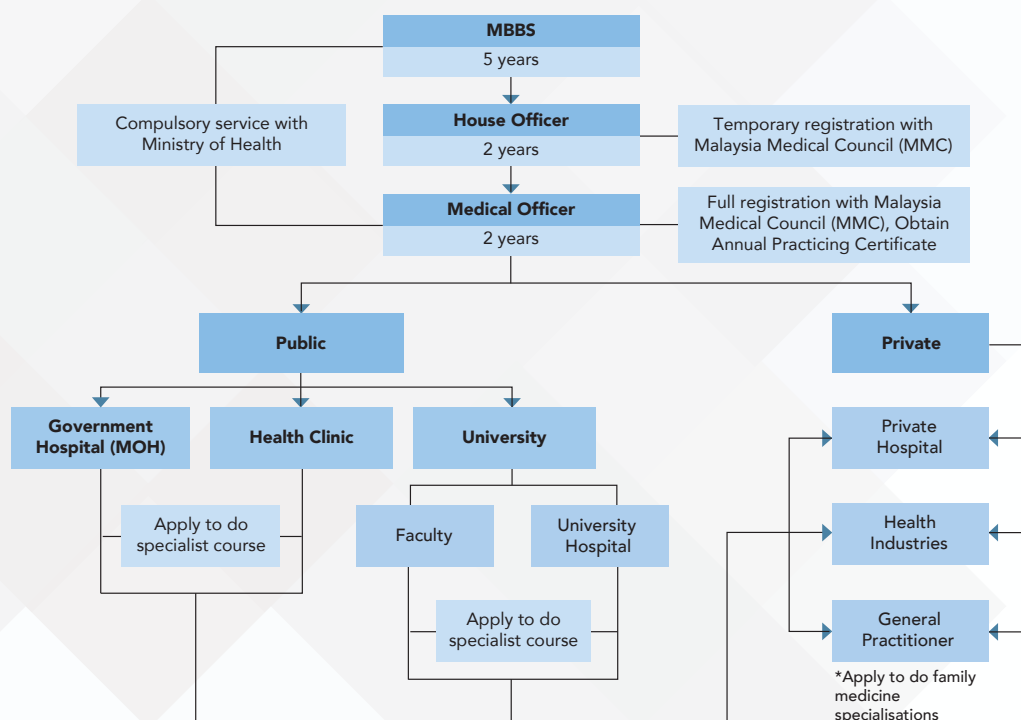 MBBS
5 years
Compulsory service with
Ministry of Health
House Officer
2 years
Temporary registration with
Malaysia Medical Council (MMC)
Medical Officer
2 years
Full registration with Malaysia
Medical Council (MMC), Obtain
Annual Practicing Certificate
Public
Private
Government
Hospital (MOH)
Health Clinic
University
Private
Hospital
Apply to do
specialist course
Faculty
University
Hospital
Health
Industries
Apply to do
specialist course
General
Practitioner
*Apply to do family
medicine
specialisations